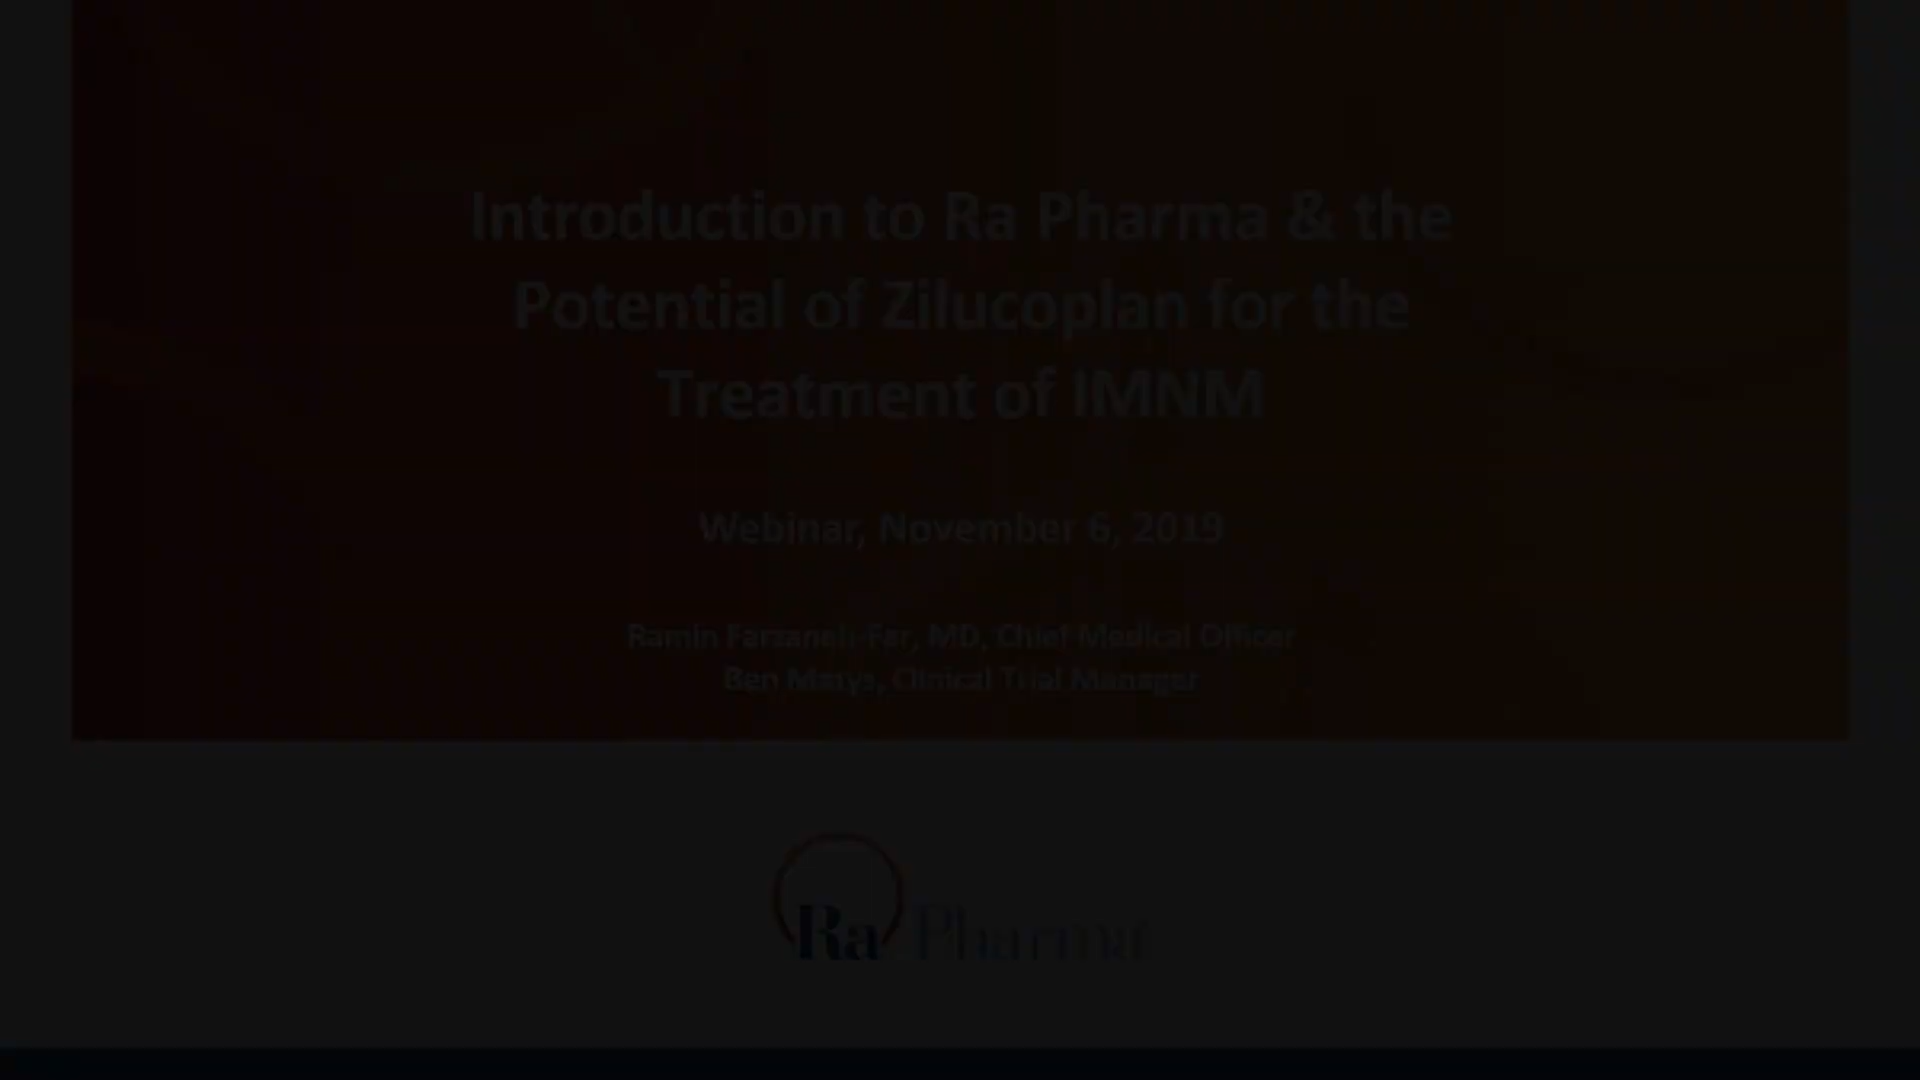 Introduction to Ra Pharma & the
Potential of Zilucoplan for the
Treatment of IMNM
Webinar, November 6, 2019
Ramin Farzaneh-Far, MD, Chief Medical Officer
Ben Clinical Trial Manager
Ra Pharma